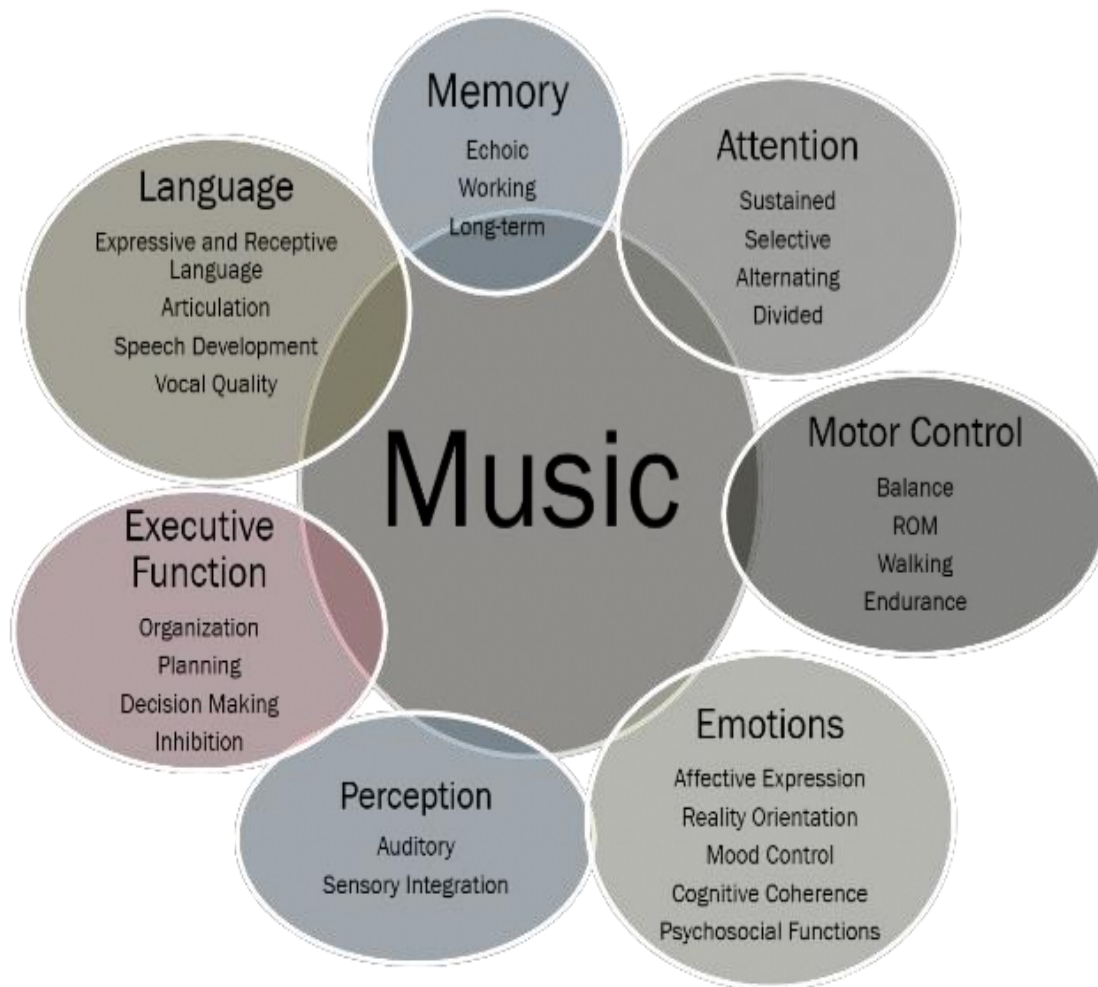 Memory
Echoic
Working
Long-term
Attention
Sustained
Selective
Alternating
Divided
Language
Expressive and Receptive
Language
Articulation
Speech Development
Vocal Quality
Music
Motor Control
Balance
ROM
Walking
Endurance
Executive
Function
Organization
Planning
Decision Making
Inhibition
Emotions
Affective Expression
Reality Orientation
Mood Control
Cognitive Coherence
Psychosocial Functions
Perception
Auditory
Sensory Integration